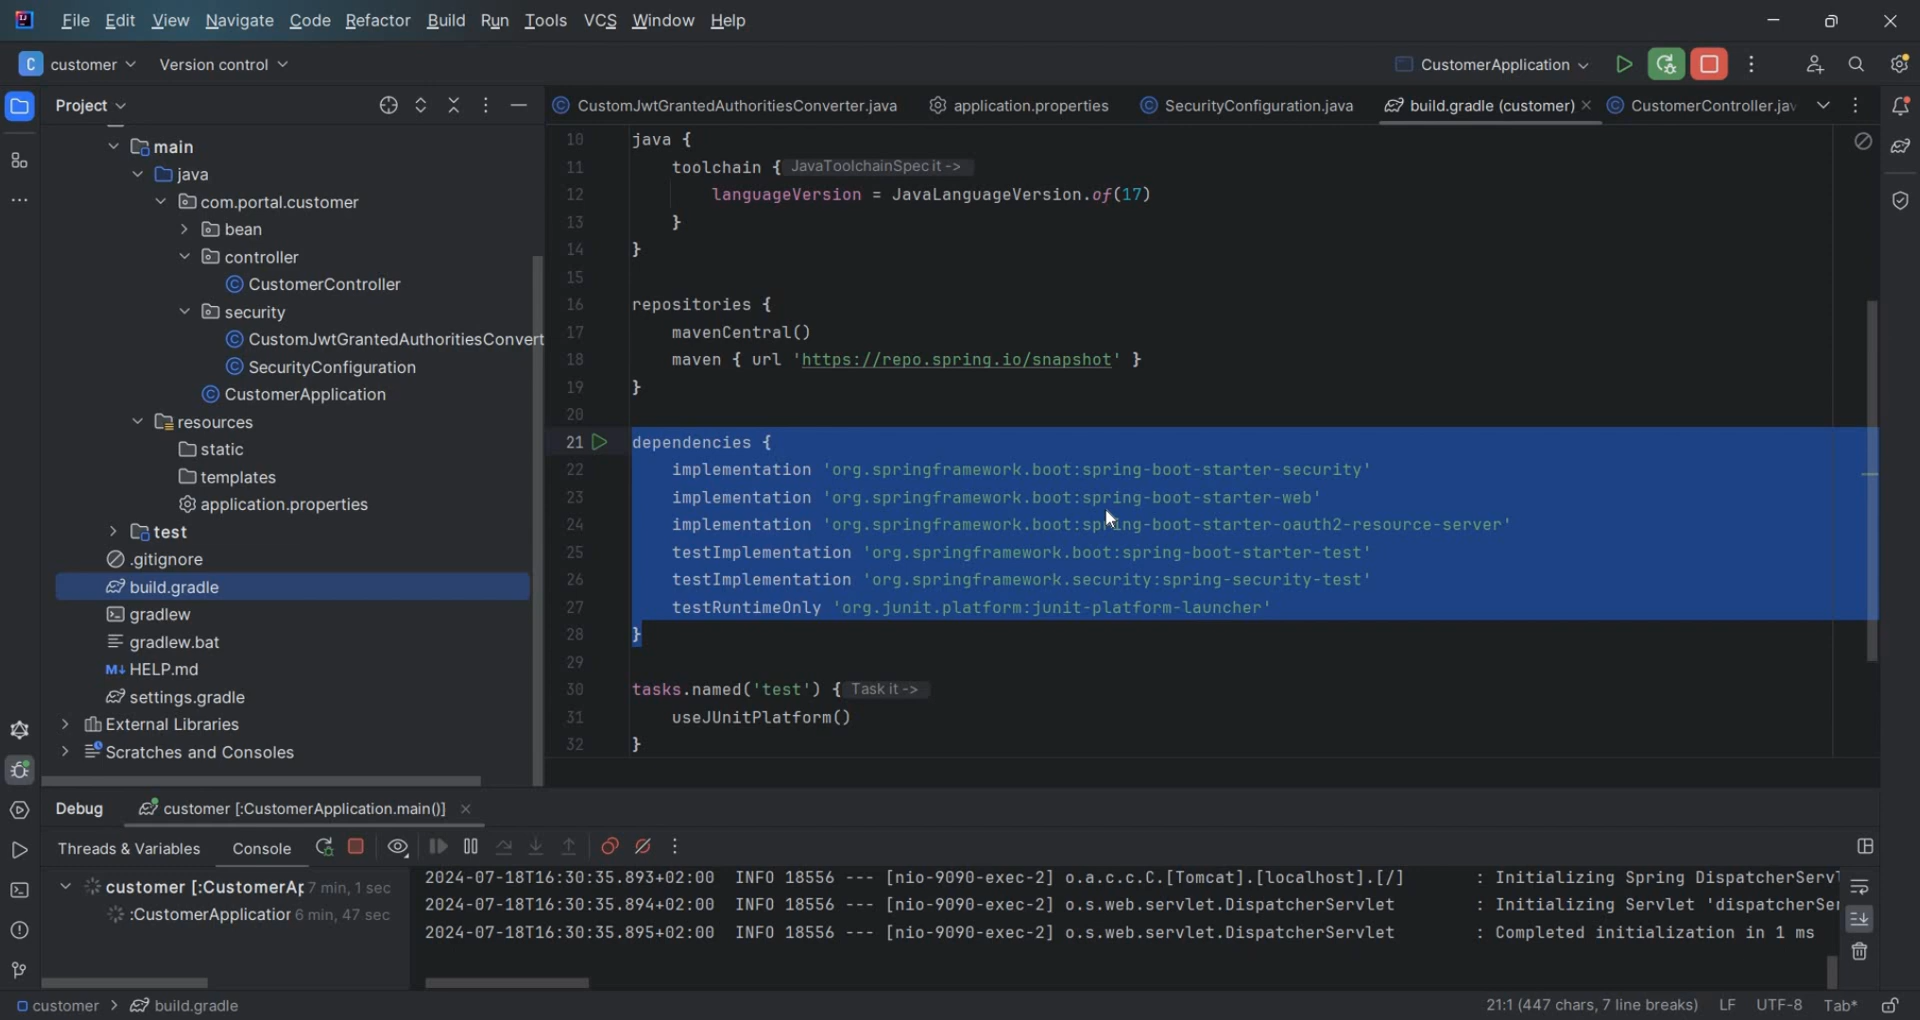 File Edit View Navigate Code Refactor Build Run Tools VCS Window Help
C customer Version control CustomerApplication
Project
CustomJwtGrantedAuthoritiesConverter.java application.properties SecurityConfiguration.java build.gradle (customer) CustomerController.jav
main
java
com.portal.customer
bean
controller
CustomerController
security
CustomJwtGrantedAuthoritiesConvert
SecurityConfiguration
CustomerApplication
resources
static
templates
application.properties
test
.gitignore
build.gradle
gradlew
gradlew.bat
HELP.md
settings.gradle
External Libraries
Scratches and Consoles
10 java {
11 toolchain { JavaToolchainSpec it ->
12 languageVersion = JavaLanguageVersion.of(17)
13 }
14 }
15
16 repositories {
17 mavenCentral()
18 maven { url 'https://repo.spring.io/snapshot' }
19 }
20
21 dependencies {
22 implementation 'org.springframework.boot:spring-boot-starter-security'
23 implementation 'org.springframework.boot:spring-boot-starter-web'
24 implementation 'org.springframework.boot:spring-boot-starter-oauth2-resource-server'
25 testImplementation 'org.springframework.boot:spring-boot-starter-test'
26 testImplementation 'org.springframework.security:spring-security-test'
27 testRuntimeOnly 'org.junit.platform:junit-platform-launcher'
28 }
29
30 tasks.named('test') { Task it ->
31 useJUnitPlatform()
32 }
Debug customer [:CustomerApplication.main()]
Threads & Variables Console
customer [:CustomerAp 7 min, 1 sec
:CustomerApplication 6 min, 47 sec
2024-07-18T16:30:35.893+02:00 INFO 18556 --- [nio-9090-exec-2] o.a.c.c.C.[Tomcat].[localhost].[/] : Initializing Spring DispatcherServl
2024-07-18T16:30:35.894+02:00 INFO 18556 --- [nio-9090-exec-2] o.s.web.servlet.DispatcherServlet : Initializing Servlet 'dispatcherSer
2024-07-18T16:30:35.895+02:00 INFO 18556 --- [nio-9090-exec-2] o.s.web.servlet.DispatcherServlet : Completed initialization in 1 ms
customer > build.gradle 21:1 (447 chars, 7 line breaks) LF UTF-8 Tab*